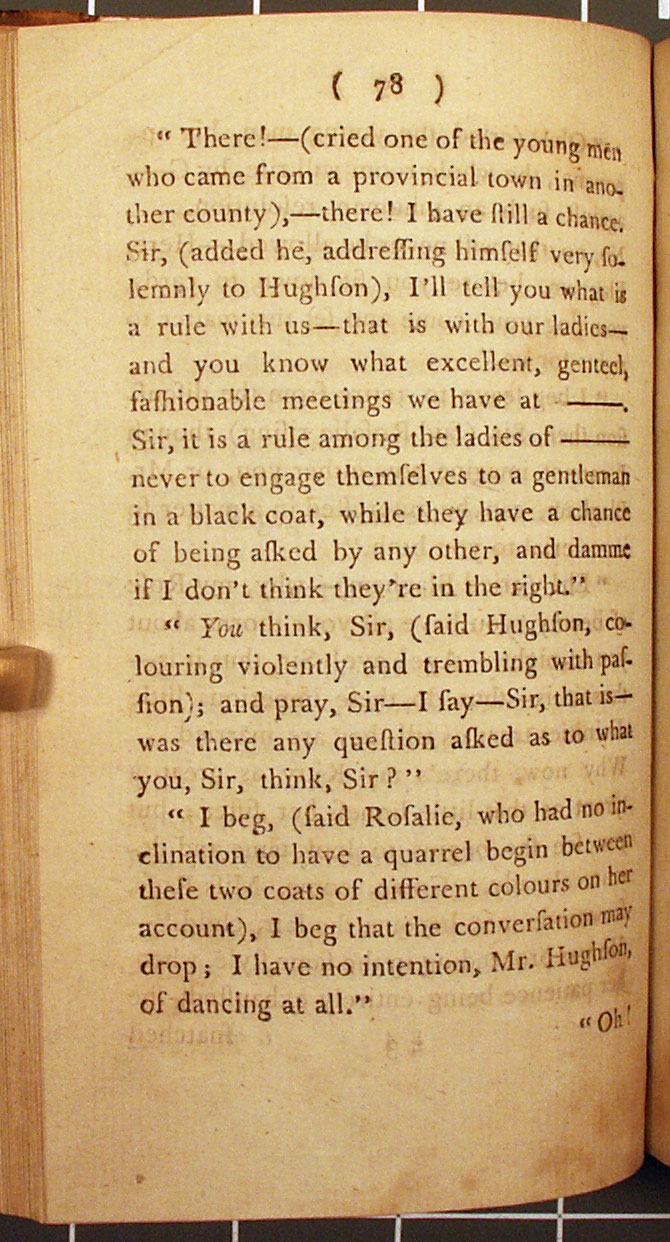 ( 78 )
“ There!—(cried one of the young men
who came from a provincial town in ano-
ther county),—there! I have ſtill a chance.
Sir, (added he, addreſſing himſelf very ſo-
lemnly to Hughſon), I'll tell you what is
a rule with us—that is with our ladies—
and you know what excellent, genteel,
faſhionable meetings we have at ——.
Sir, it is a rule among the ladies of ——
never to engage themſelves to a gentleman
in a black coat, while they have a chance
of being aſked by any other, and damme
if I don't think they're in the right.”
“ You think, Sir, (ſaid Hughſon, co-
louring violently and trembling with paſ-
ſion); and pray, Sir—I ſay—Sir, that is—
was there any queſtion aſked as to what
you, Sir, think, Sir ? ”
“ I beg, (ſaid Roſalie, who had no in-
clination to have a quarrel begin between
theſe two coats of different colours on her
account), I beg that the converſation may
drop ; I have no intention, Mr. Hughſon,
of dancing at all.”
“ Oh!